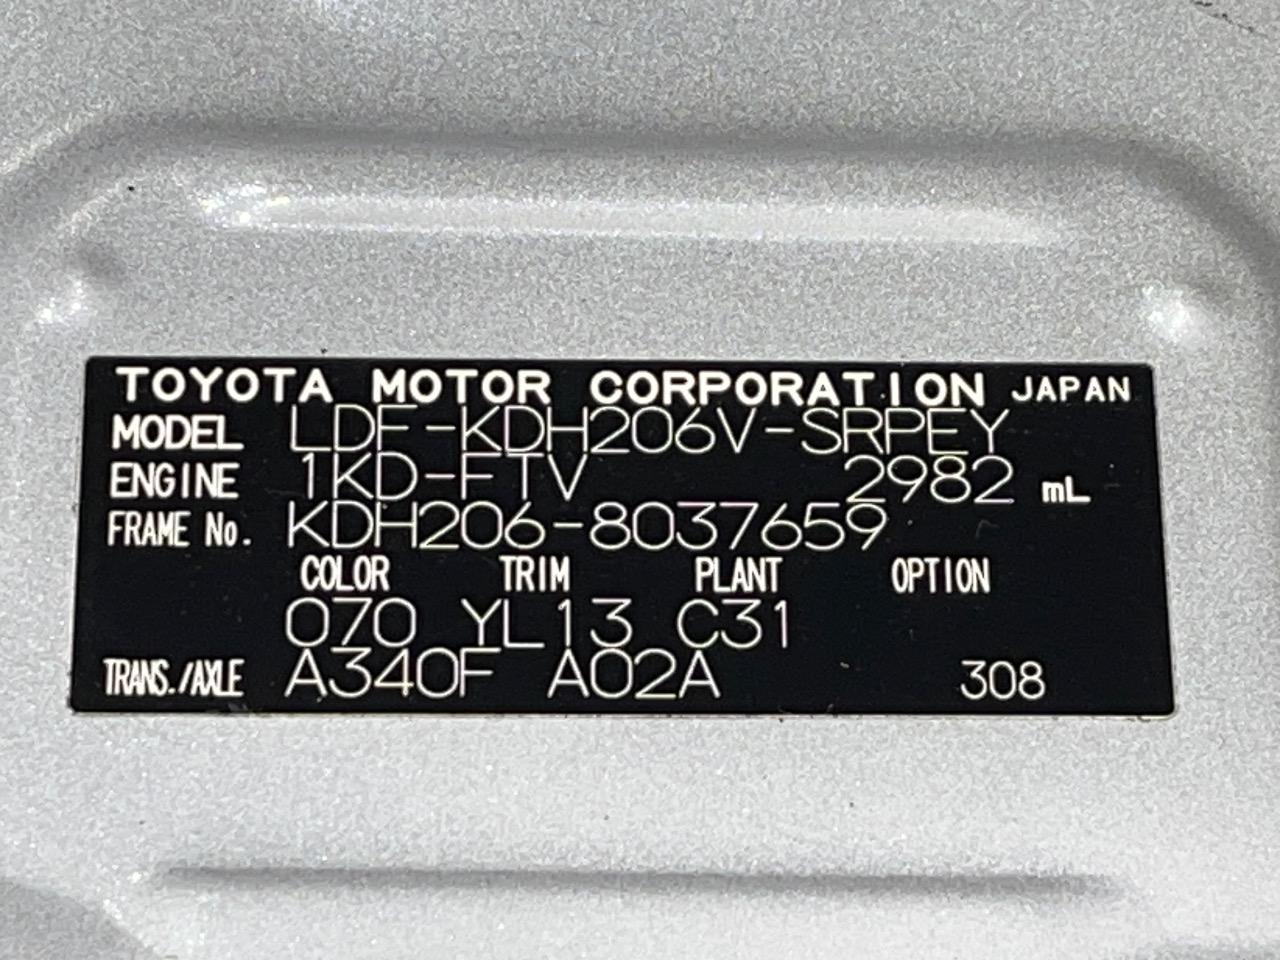 TOYOTA MOTOR CORPORATION JAPAN
MODEL LDF-KDH206V-SRPEY
ENGINE 1KD-FTV 2982 mL
FRAME No. KDH206-8037659
COLOR TRIM PLANT OPTION
070 YL13 C31
TRANS./AXLE A340F A02A 308